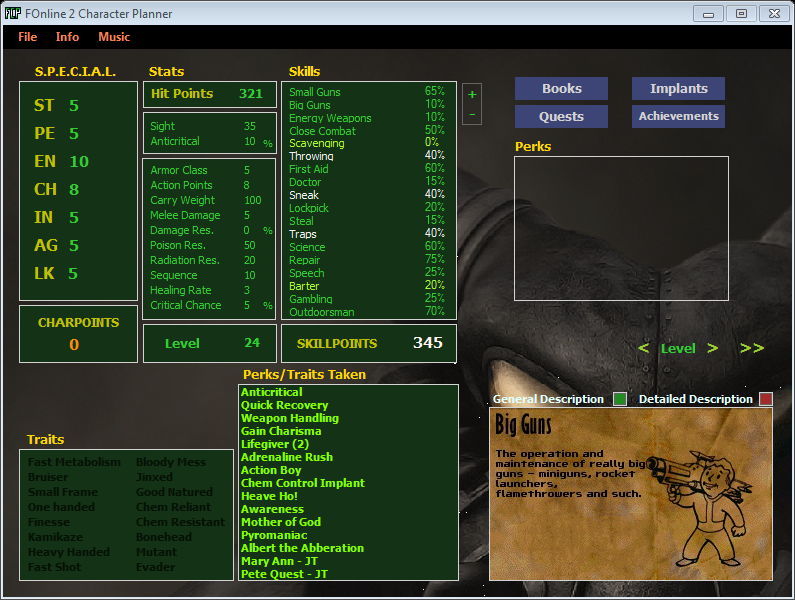 FOnline 2 Character Planner
File Info Music
S.P.E.C.I.A.L.
ST 5
PE 5
EN 10
CH 8
IN 5
AG 5
LK 5
CHARPOINTS
0
Stats
Hit Points 321
Sight 35
Anticritical 10 %
Armor Class 5
Action Points 8
Carry Weight 100
Melee Damage 5
Damage Res. 0 %
Poison Res. 50
Radiation Res. 20
Sequence 10
Healing Rate 3
Critical Chance 5 %
Level 24
Skills
Small Guns 65%
Big Guns 10%
Energy Weapons 10%
Close Combat 50%
Scavenging 0%
Throwing 40%
First Aid 60%
Doctor 15%
Sneak 40%
Lockpick 20%
Steal 15%
Traps 40%
Science 60%
Repair 75%
Speech 25%
Barter 20%
Gambling 25%
Outdoorsman 70%
+
-
SKILLPOINTS 345
Books Implants
Quests Achievements
Perks
< Level > >>
Traits
Fast Metabolism Bloody Mess
Bruiser Jinxed
Small Frame Good Natured
One handed Chem Reliant
Finesse Chem Resistant
Kamikaze Bonehead
Heavy Handed Mutant
Fast Shot Evader
Perks/Traits Taken
Anticritical
Quick Recovery
Weapon Handling
Gain Charisma
Lifegiver (2)
Adrenaline Rush
Action Boy
Chem Control Implant
Heave Ho!
Awareness
Mother of God
Pyromaniac
Albert the Abberation
Mary Ann - JT
Pete Quest - JT
General Description Detailed Description
Big Guns
The operation and
maintenance of really big
guns - miniguns, rocket
launchers,
flamethrowers and such.